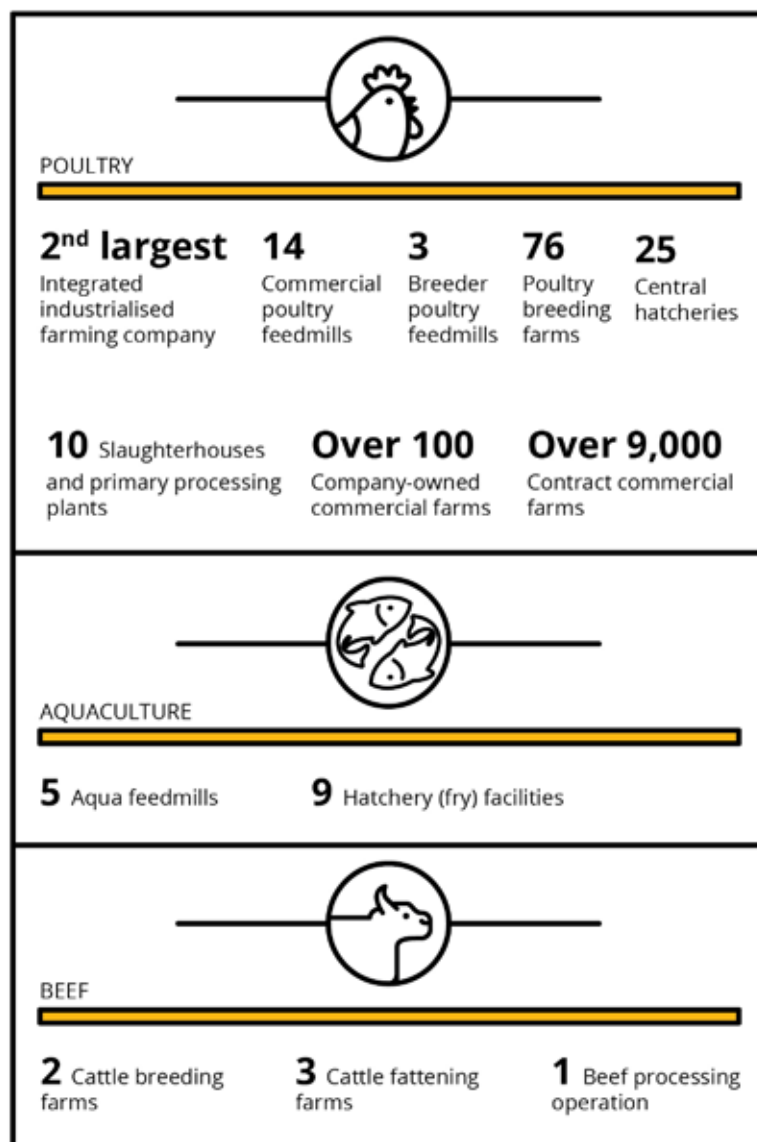 POULTRY
2nd largest
Integrated
industrialised
farming company
14
Commercial
poultry
feedmills
3
Breeder
poultry
feedmills
76
Poultry
breeding
farms
25
Central
hatcheries
10 Slaughterhouses
and primary processing
plants
Over 100
Company-owned
commercial farms
Over 9,000
Contract commercial
farms
AQUACULTURE
5 Aqua feedmills
9 Hatchery (fry) facilities
BEEF
2 Cattle breeding
farms
3 Cattle fattening
farms
1 Beef processing
operation